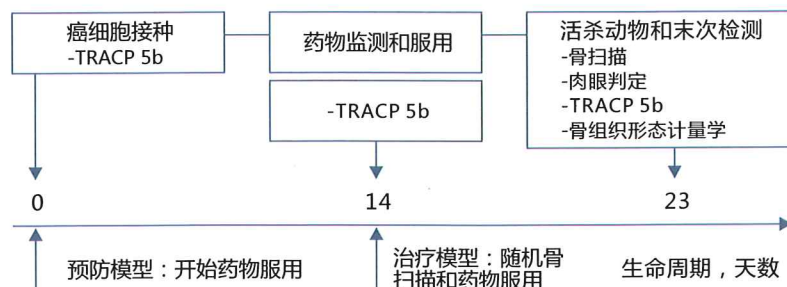 癌细胞接种
-TRACP 5b
药物监测和服用
-TRACP 5b
活杀动物和末次检测
-骨扫描
-肉眼判定
-TRACP 5b
-骨组织形态计量学
0
14
23
预防模型：开始药物服用
治疗模型：随机骨
扫描和药物服用
生命周期，天数